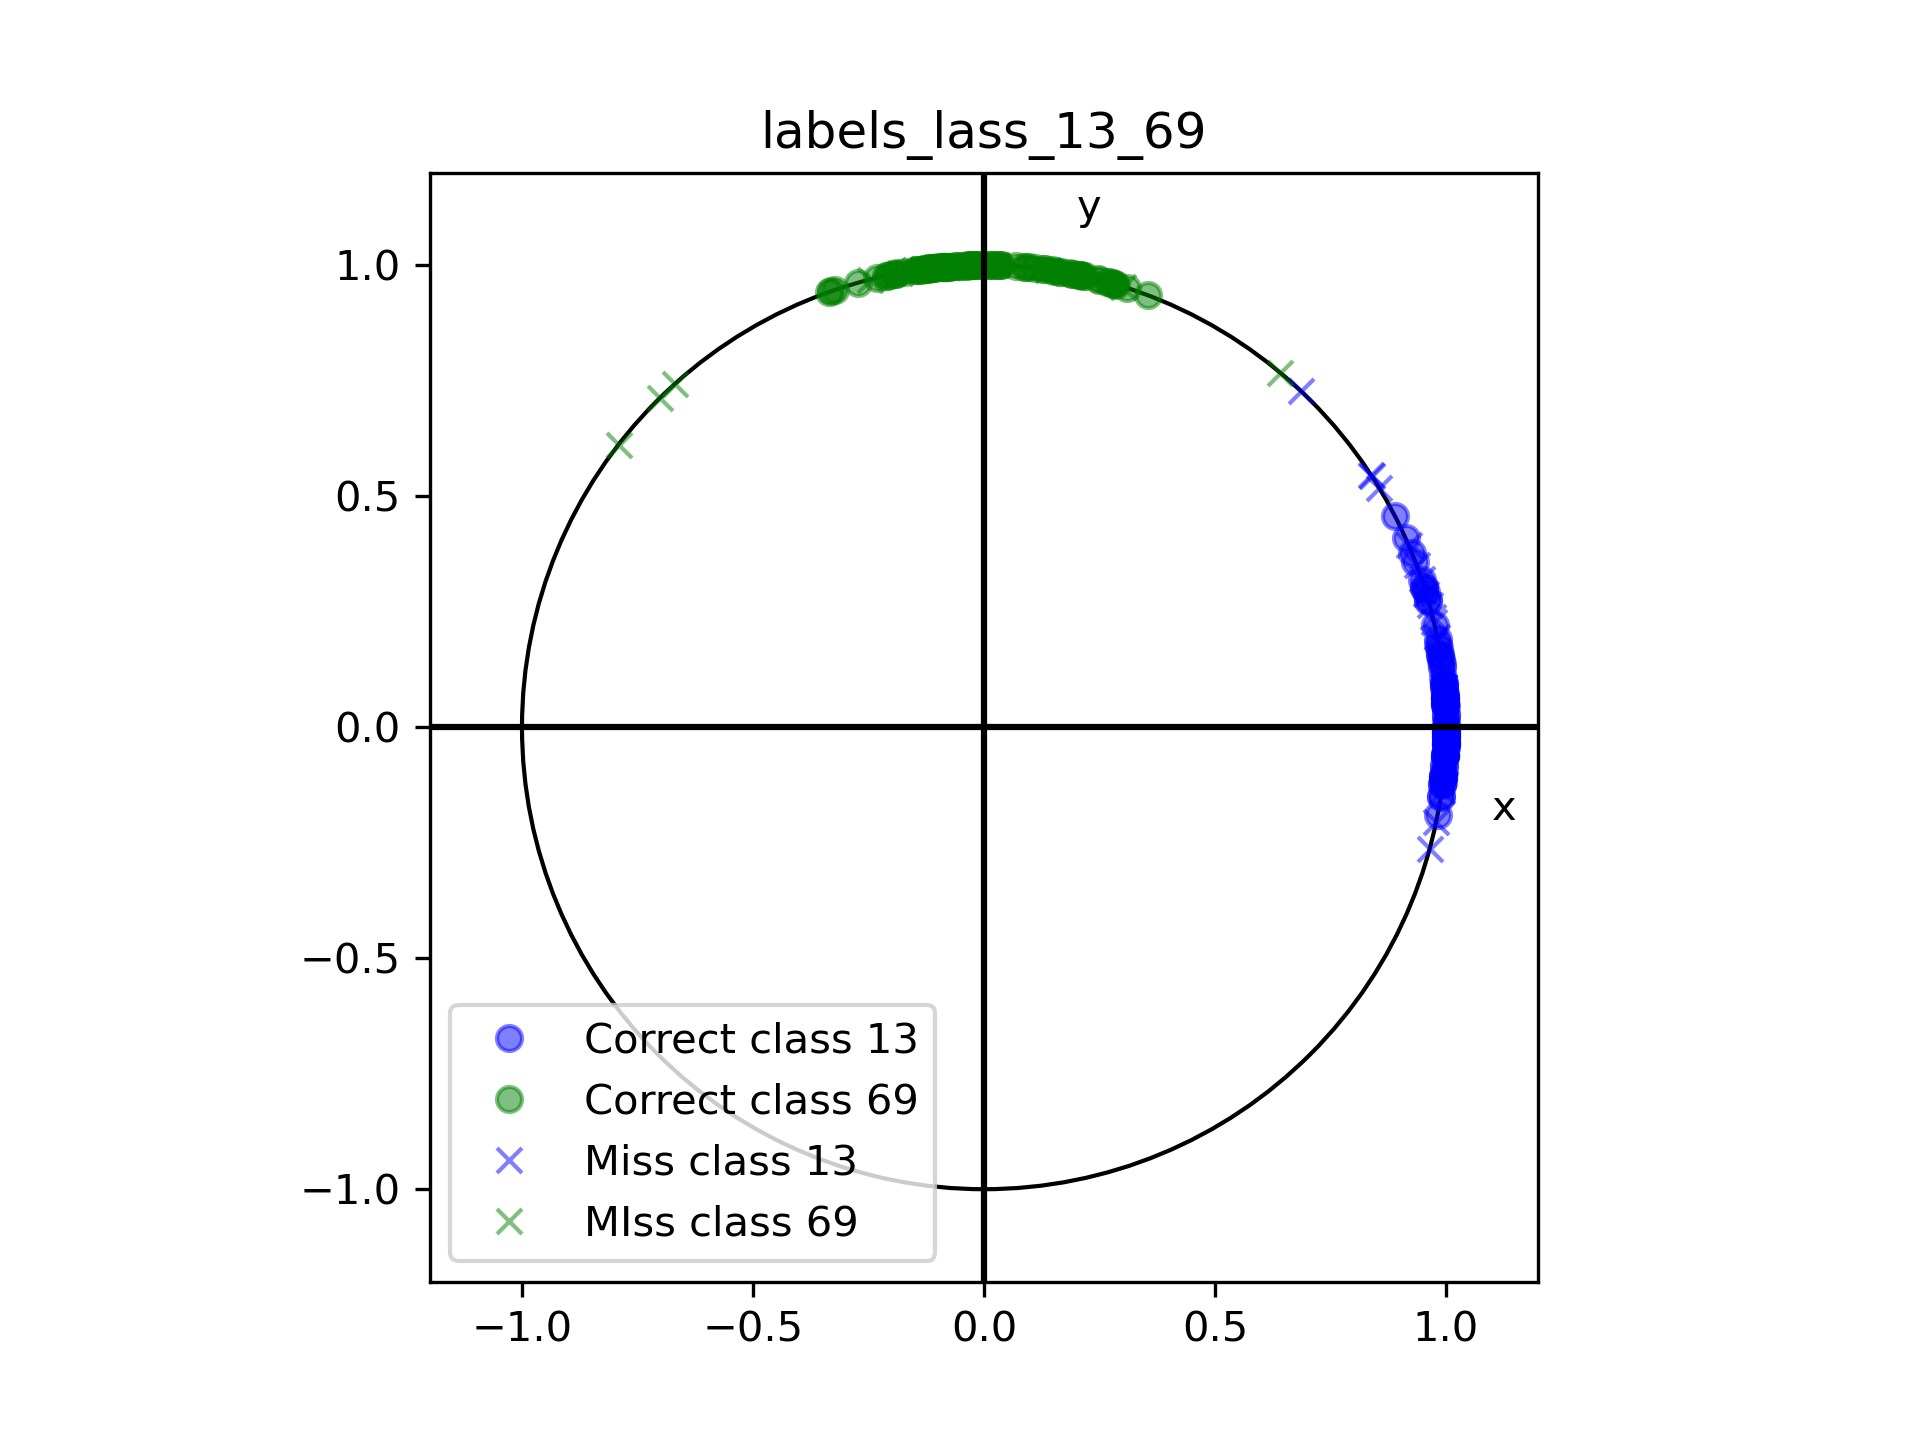 labels_lass_13_69
y
1.0
0.5
0.0
x
−0.5
−1.0
Correct class 13
Correct class 69
Miss class 13
MIss class 69
−1.0 −0.5 0.0 0.5 1.0